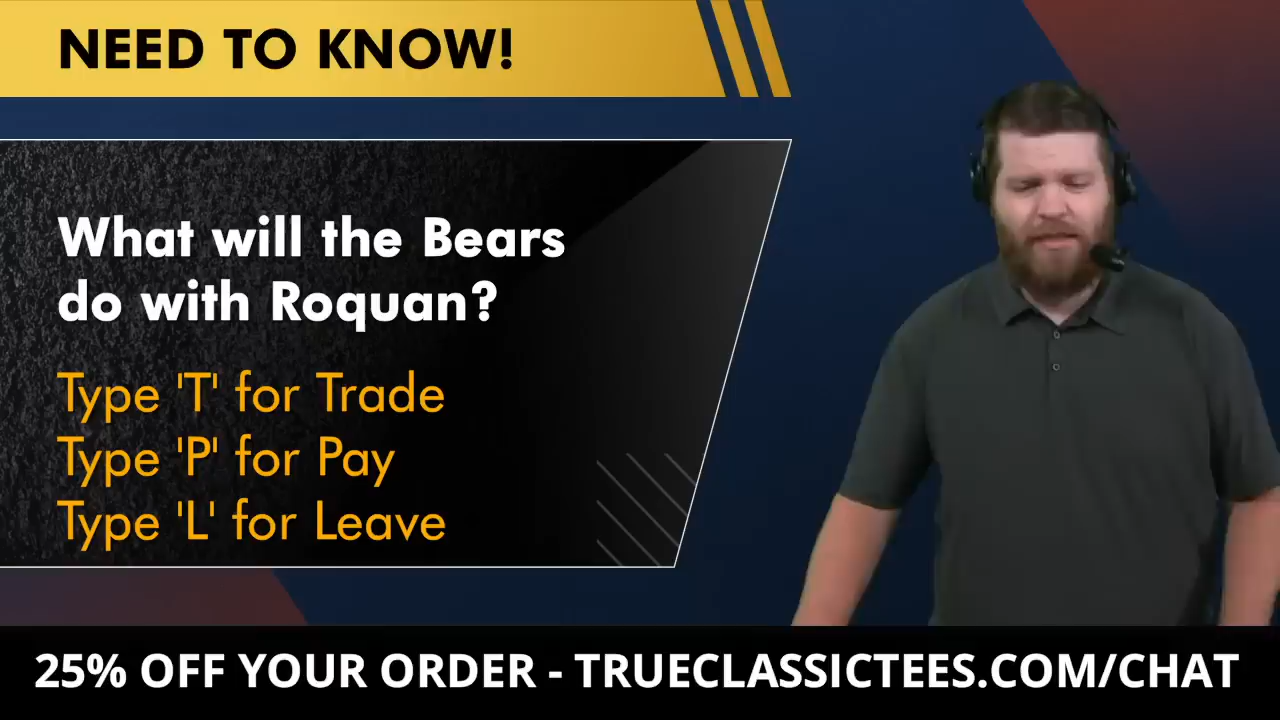 NEED TO KNOW!
What will the Bears
do with Roquan?
Type 'T' for Trade
Type 'P' for Pay
Type 'L' for Leave
25% OFF YOUR ORDER - TRUECLASSICTEES.COM/CHAT